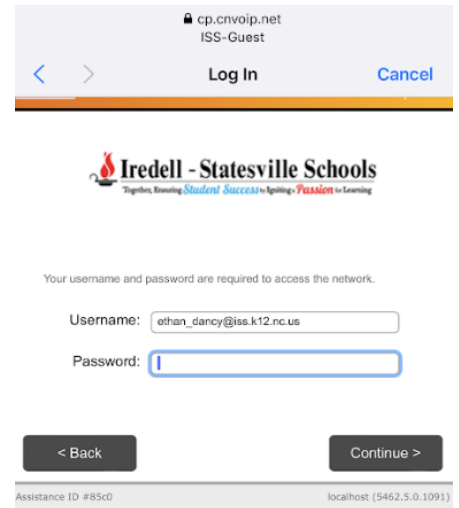 cp.cnvoip.net
ISS-Guest
< > Log In Cancel
Iredell - Statesville Schools
Together, Ensuring Student Success by Igniting a Passion for Learning
Your username and password are required to access the network.
Username: ethan_dancy@iss.k12.nc.us
Password:
< Back Continue >
Assistance ID #85c0 localhost (5462.5.0.1091)